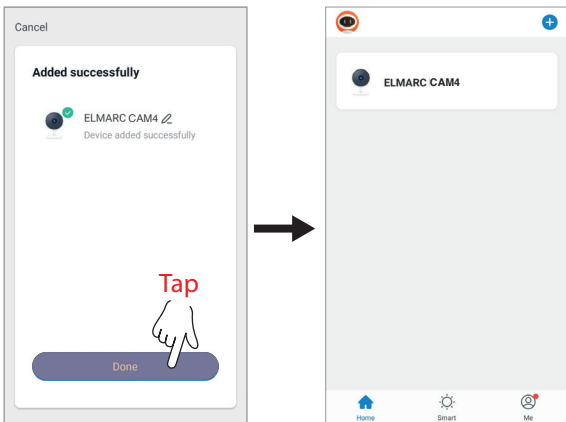 Cancel
Added successfully
ELMARC CAM4
Device added successfully
Tap
Done
ELMARC CAM4
Home
Smart
Me